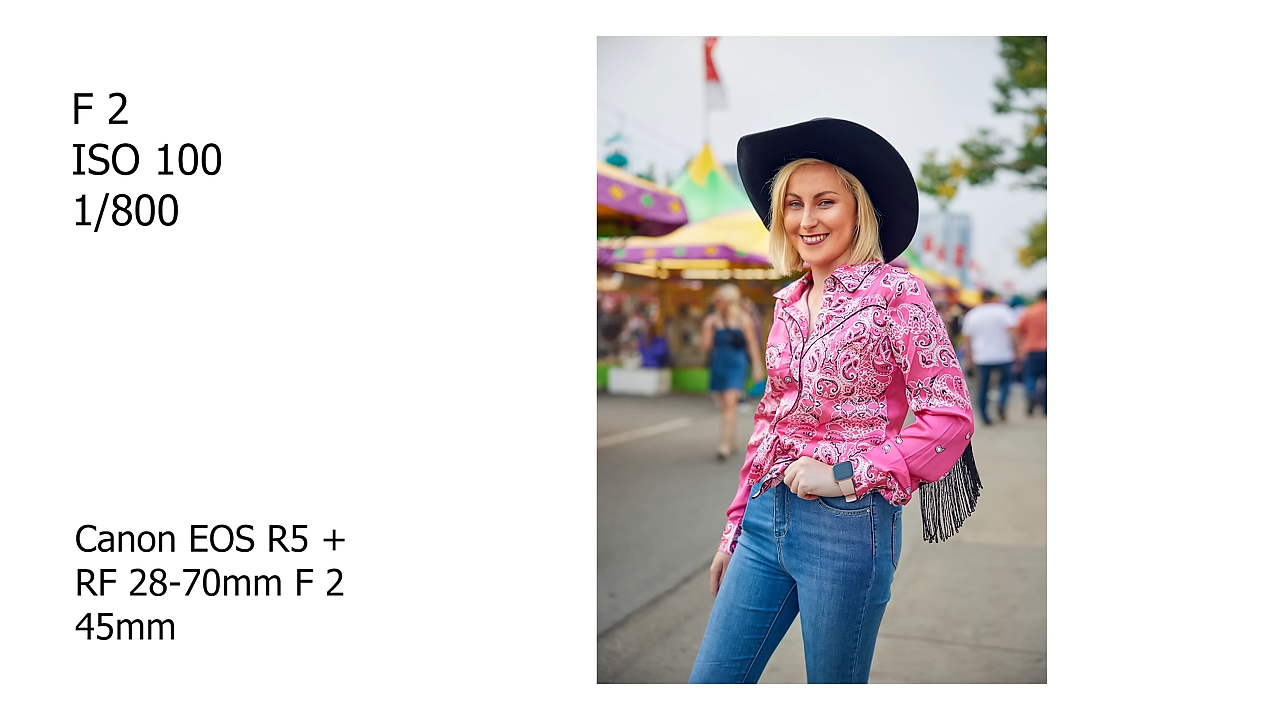 F 2
ISO 100
1/800
Canon EOS R5 +
RF 28-70mm F 2
45mm